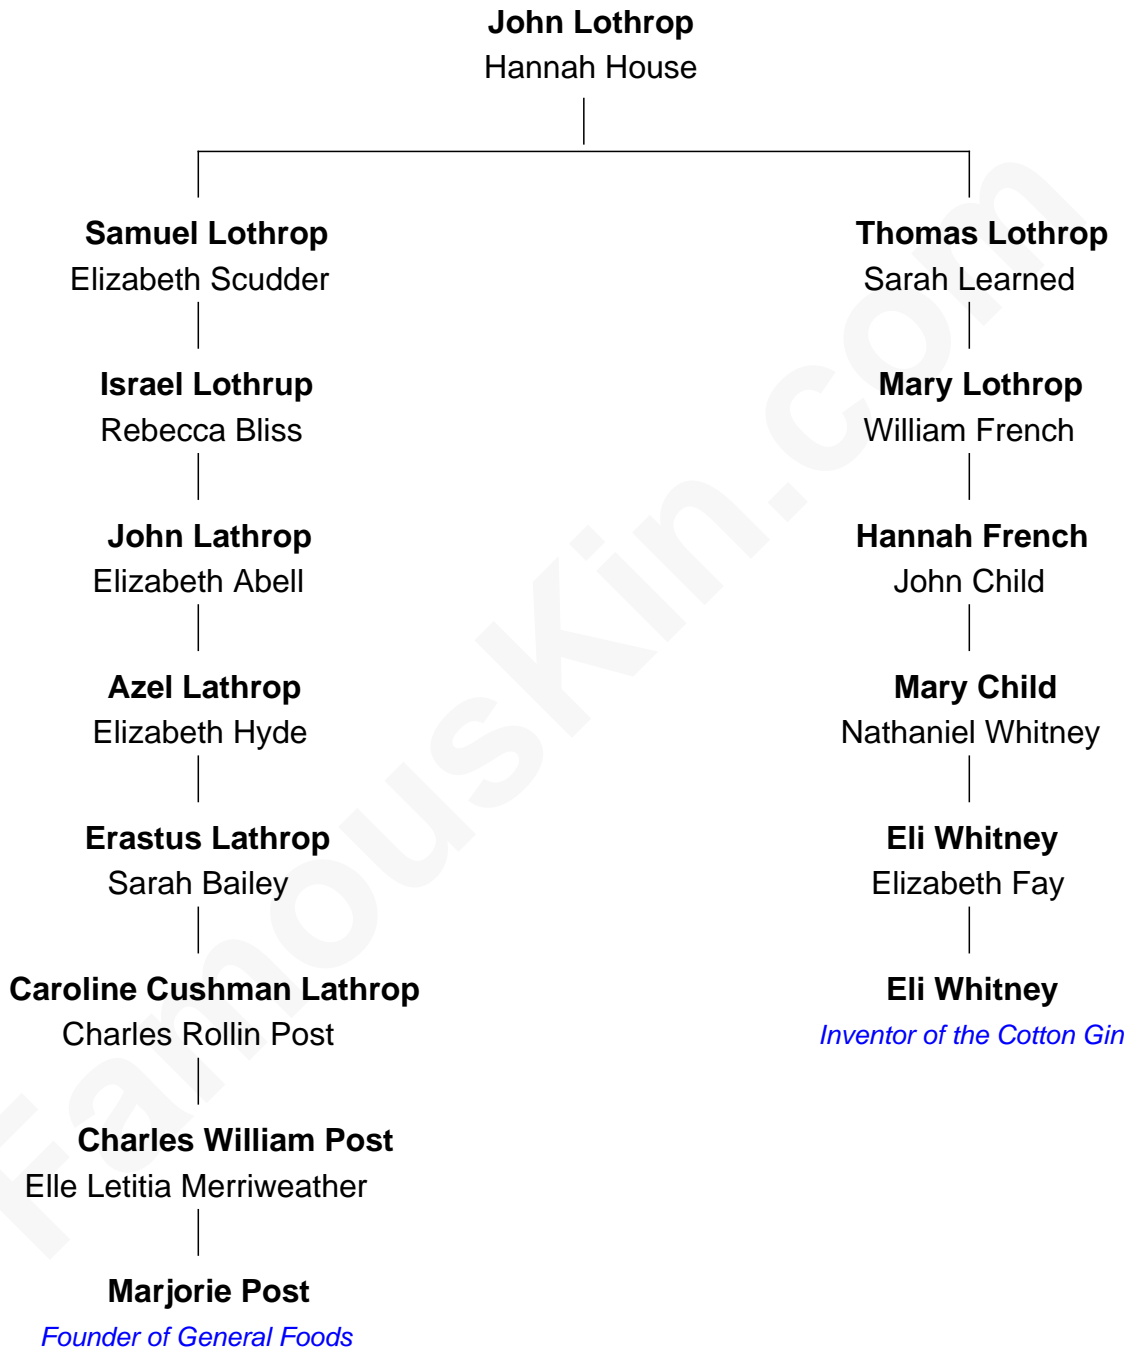 John Lothrop
Hannah House
Samuel Lothrop
Elizabeth Scudder
Thomas Lothrop
Sarah Learned
Israel Lothrup
Rebecca Bliss
Mary Lothrop
William French
John Lathrop
Elizabeth Abell
Hannah French
John Child
Azel Lathrop
Elizabeth Hyde
Mary Child
Nathaniel Whitney
Erastus Lathrop
Sarah Bailey
Eli Whitney
Elizabeth Fay
Caroline Cushman Lathrop
Charles Rollin Post
Eli Whitney
Inventor of the Cotton Gin
Charles William Post
Elle Letitia Merriweather
Marjorie Post
Founder of General Foods
FamousKin.com